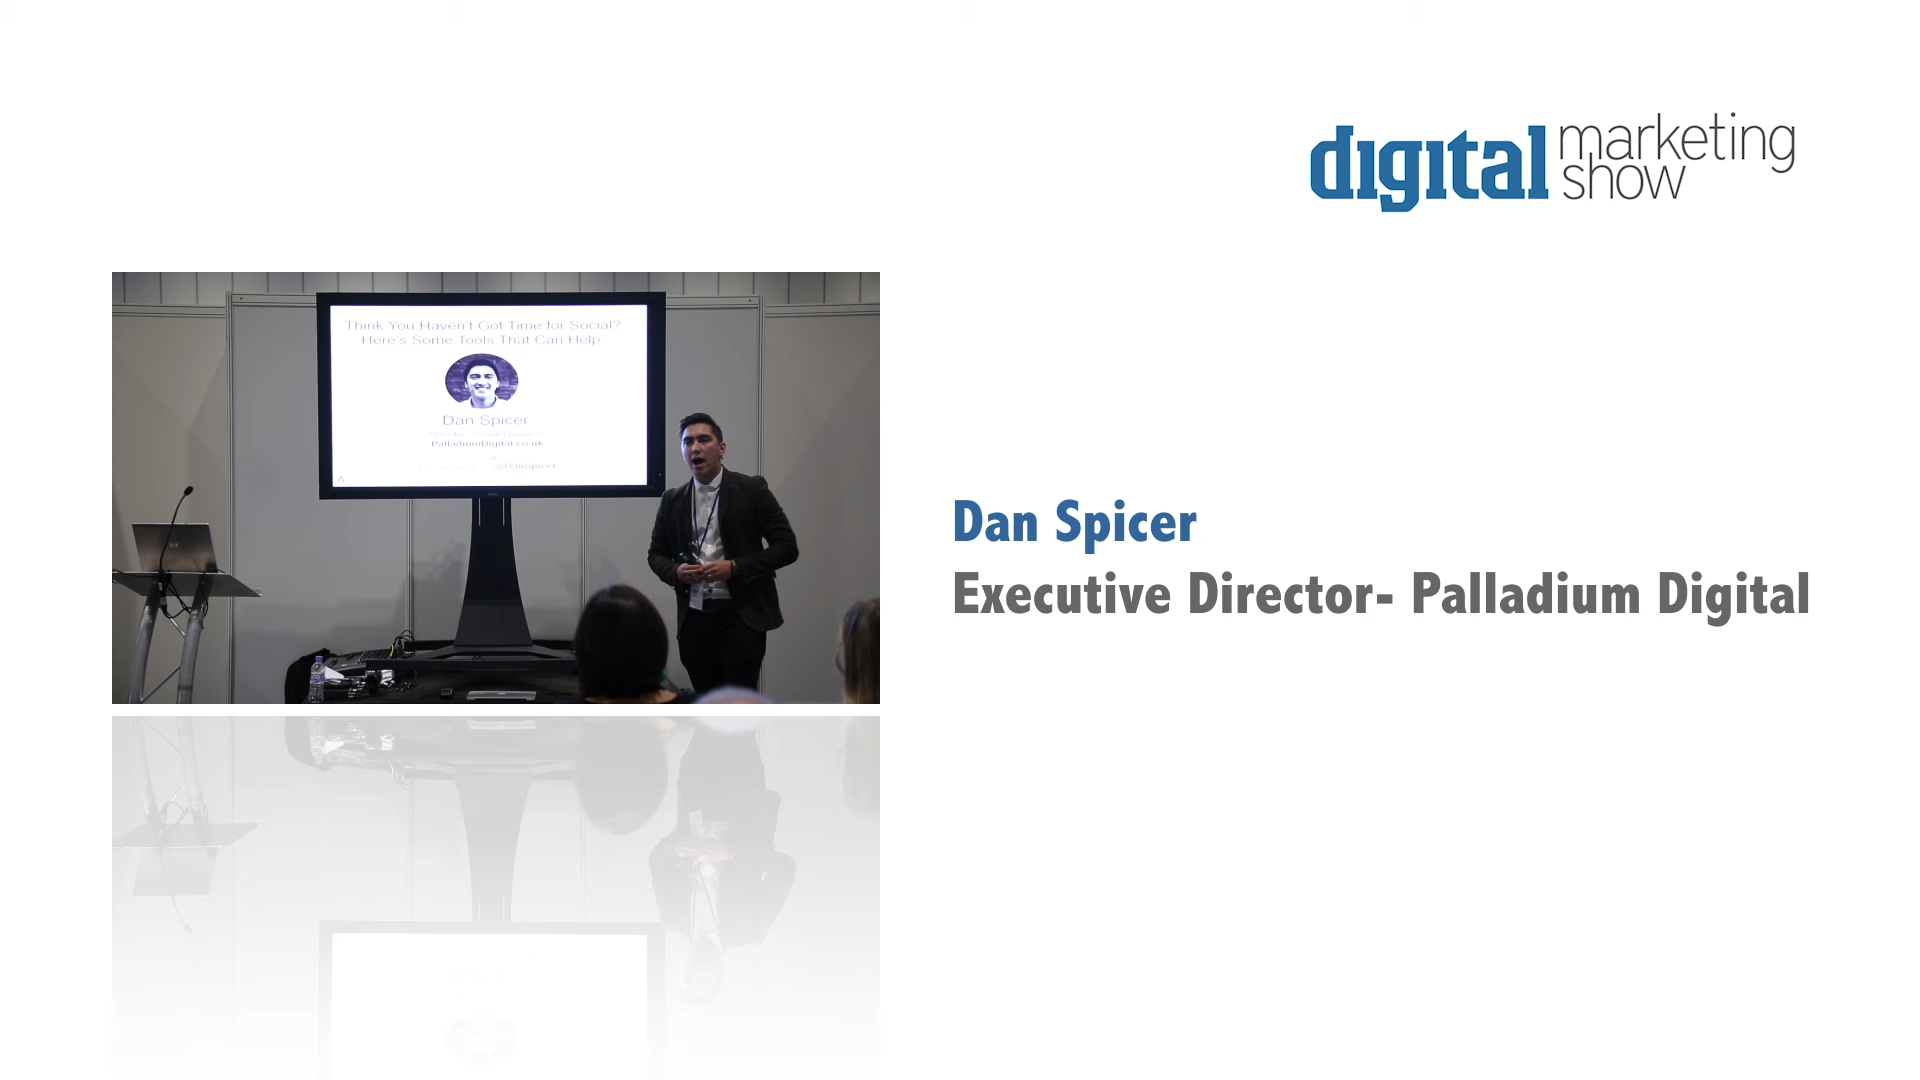 digital marketing
show
Think You Haven't Got Time for Social?
Here's Some Tools That Can Help.
Dan Spicer
PalladiumDigital.co.uk
@DanSpicer
Dan Spicer
Executive Director- Palladium Digital